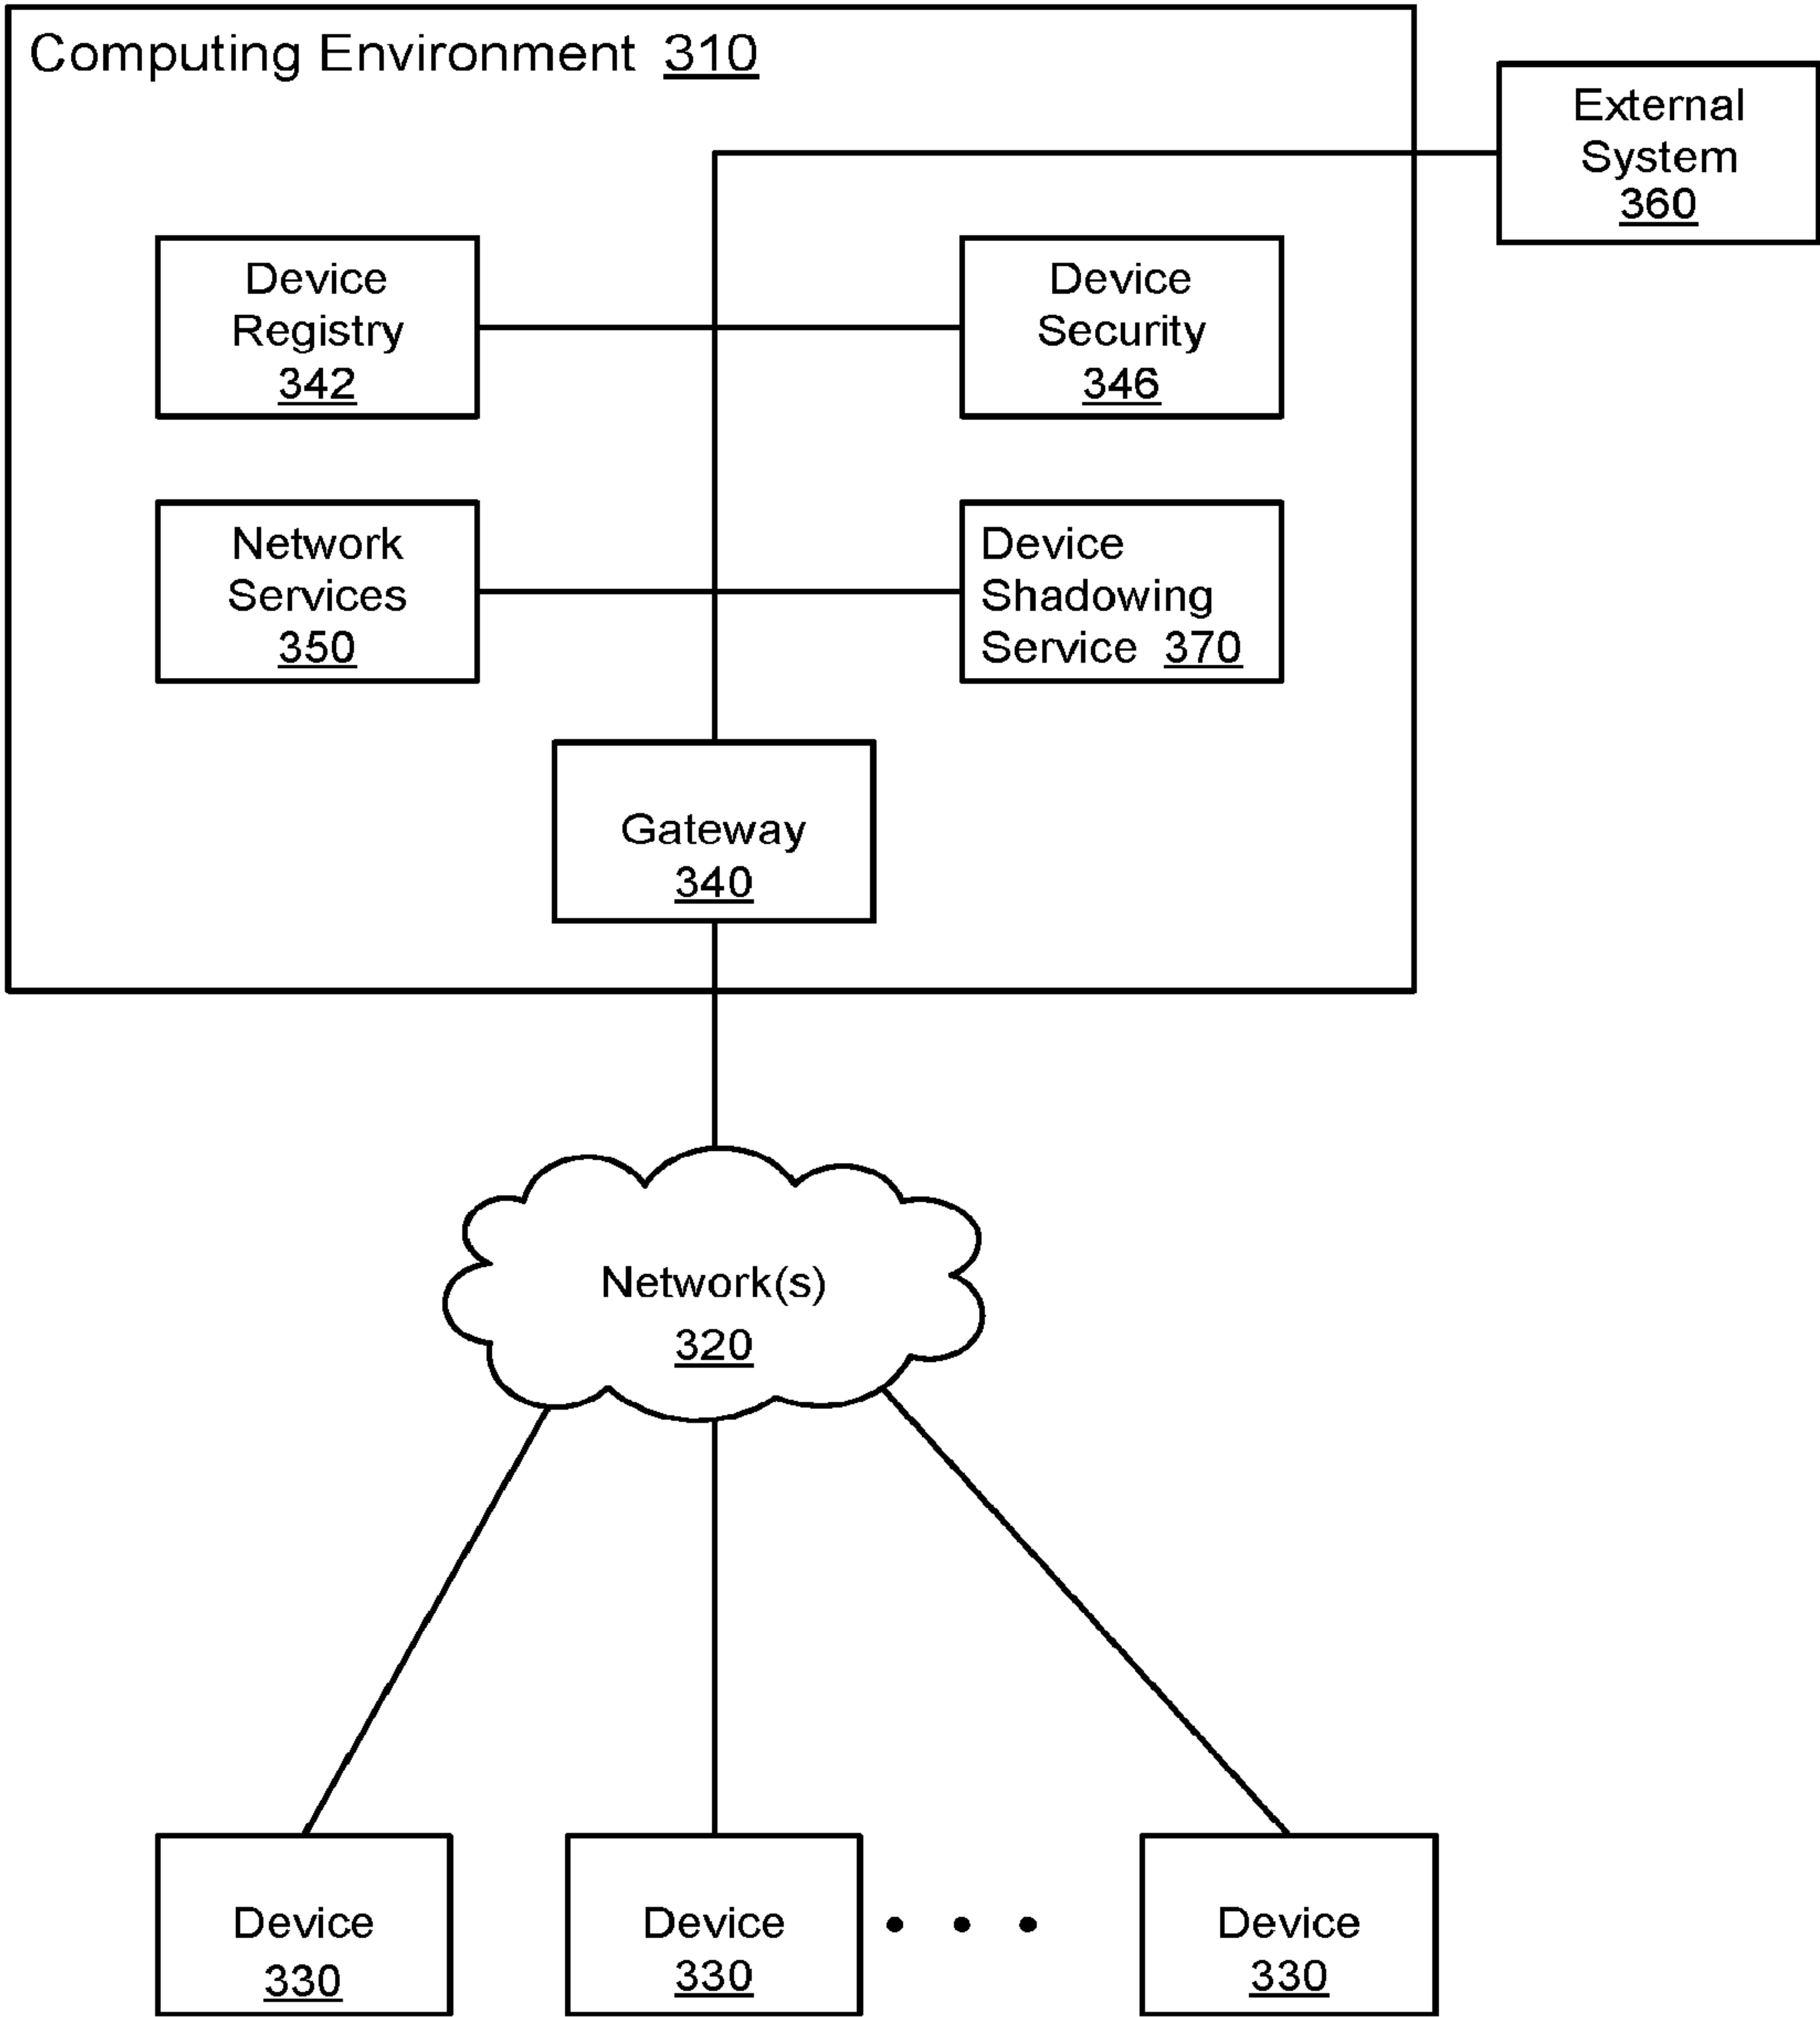 Computing Environment 310
External
System
360
Device
Registry
342
Device
Security
346
Network
Services
350
Device
Shadowing
Service 370
Gateway
340
Network(s)
320
Device
330
Device
330
Device
330